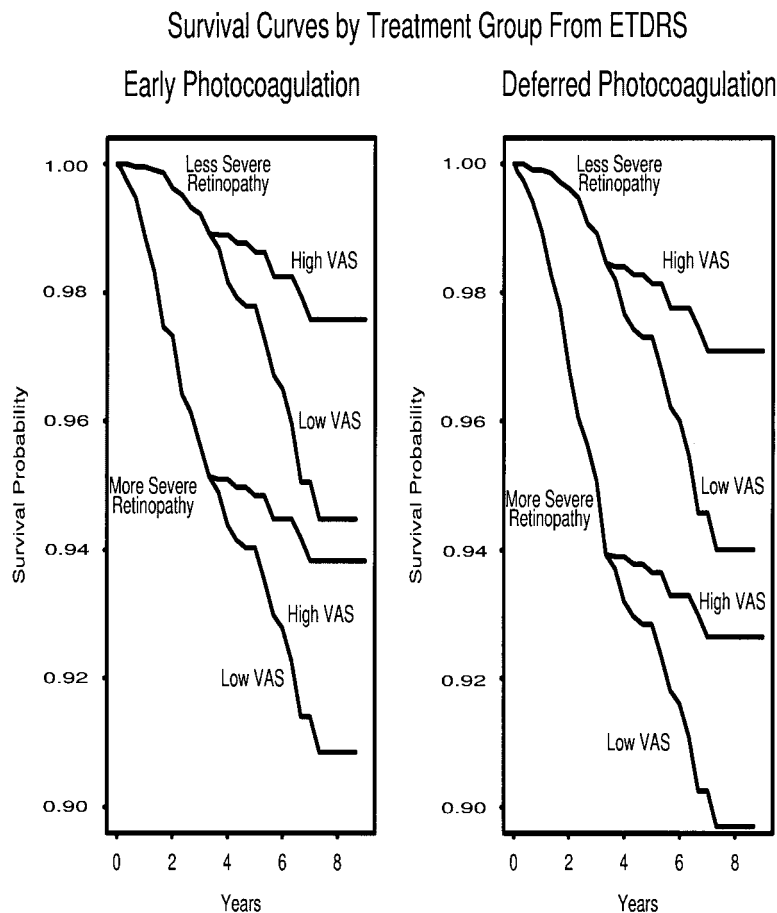 Survival Curves by Treatment Group From ETDRS
Early Photocoagulation
Survival Probability
1.00
0.98
0.96
0.94
0.92
0.90
Less Severe
Retinopathy
High VAS
Low VAS
More Severe
Retinopathy
High VAS
Low VAS
0 2 4 6 8
Years
Deferred Photocoagulation
Survival Probability
1.00
0.98
0.96
0.94
0.92
0.90
Less Severe
Retinopathy
High VAS
Low VAS
More Severe
Retinopathy
High VAS
Low VAS
0 2 4 6 8
Years